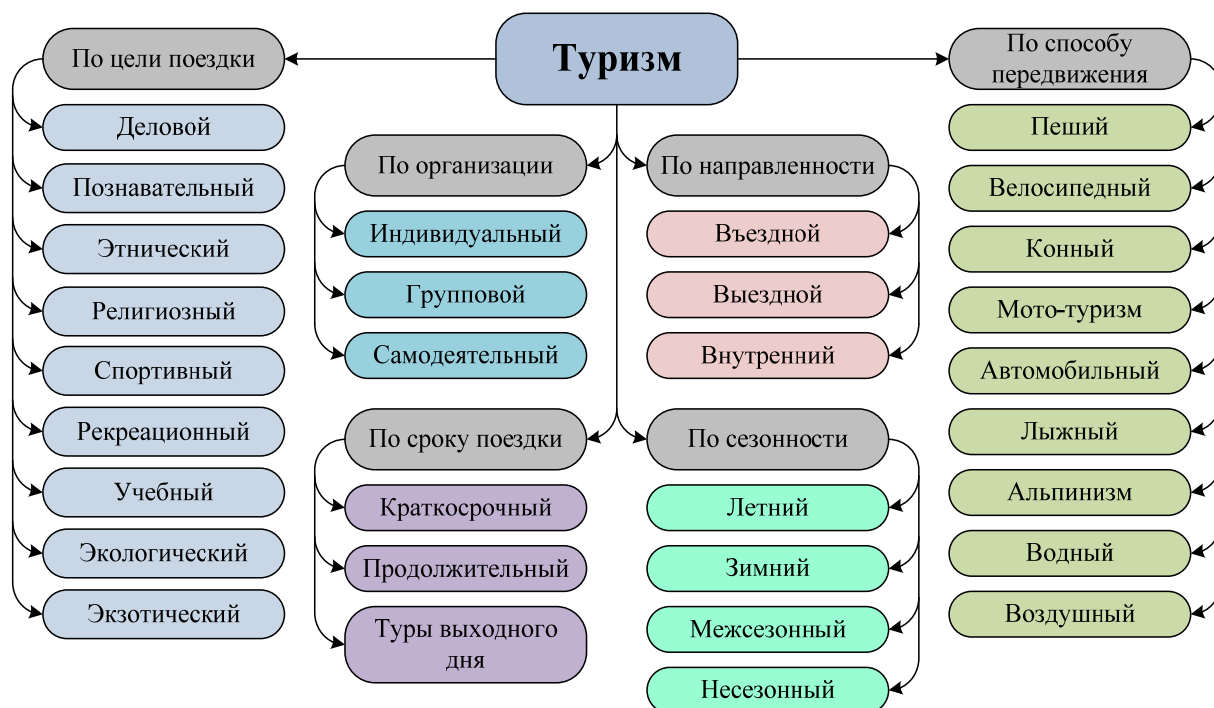 Туризм
По цели поездки
Деловой
Познавательный
Этнический
Религиозный
Спортивный
Рекреационный
Учебный
Экологический
Экзотический
По организации
Индивидуальный
Групповой
Самодеятельный
По направленности
Въездной
Выездной
Внутренний
По сроку поездки
Краткосрочный
Продолжительный
Туры выходного
дня
По сезонности
Летний
Зимний
Межсезонный
Несезонный
По способу
передвижения
Пеший
Велосипедный
Конный
Мото-туризм
Автомобильный
Лыжный
Альпинизм
Водный
Воздушный